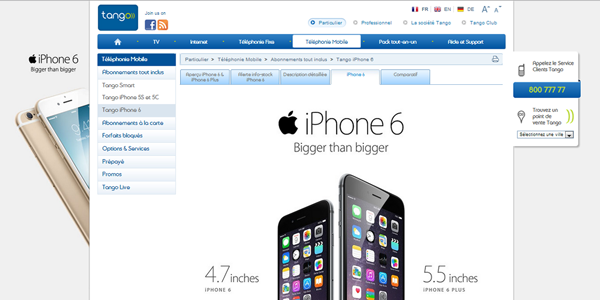 tango
Join us on
FR EN DE A+ A-
Particulier Professionnel La société Tango Tango Club
TV Internet Téléphonie Fixe Téléphonie Mobile Pack tout-en-un Aide et Support
iPhone 6
Bigger than bigger
Téléphonie Mobile
Abonnements tout inclus
Tango Smart
Tango iPhone 5S et 5C
Tango iPhone 6
Abonnements à la carte
Forfaits bloqués
Options & Services
Prépayé
Promos
Tango Live
Particulier > Téléphonie Mobile > Abonnements tout inclus > Tango iPhone 6
Aperçu iPhone 6 &
iPhone 6 Plus
Alerte info-stock
iPhone 6
Description détaillée
iPhone 6
Comparatif
iPhone 6
Bigger than bigger
4.7 inches
IPHONE 6
5.5 inches
IPHONE 6 PLUS
Appelez le Service
Clients Tango
800 777 77
Trouvez un
point de
vente Tango
Sélectionnez une ville